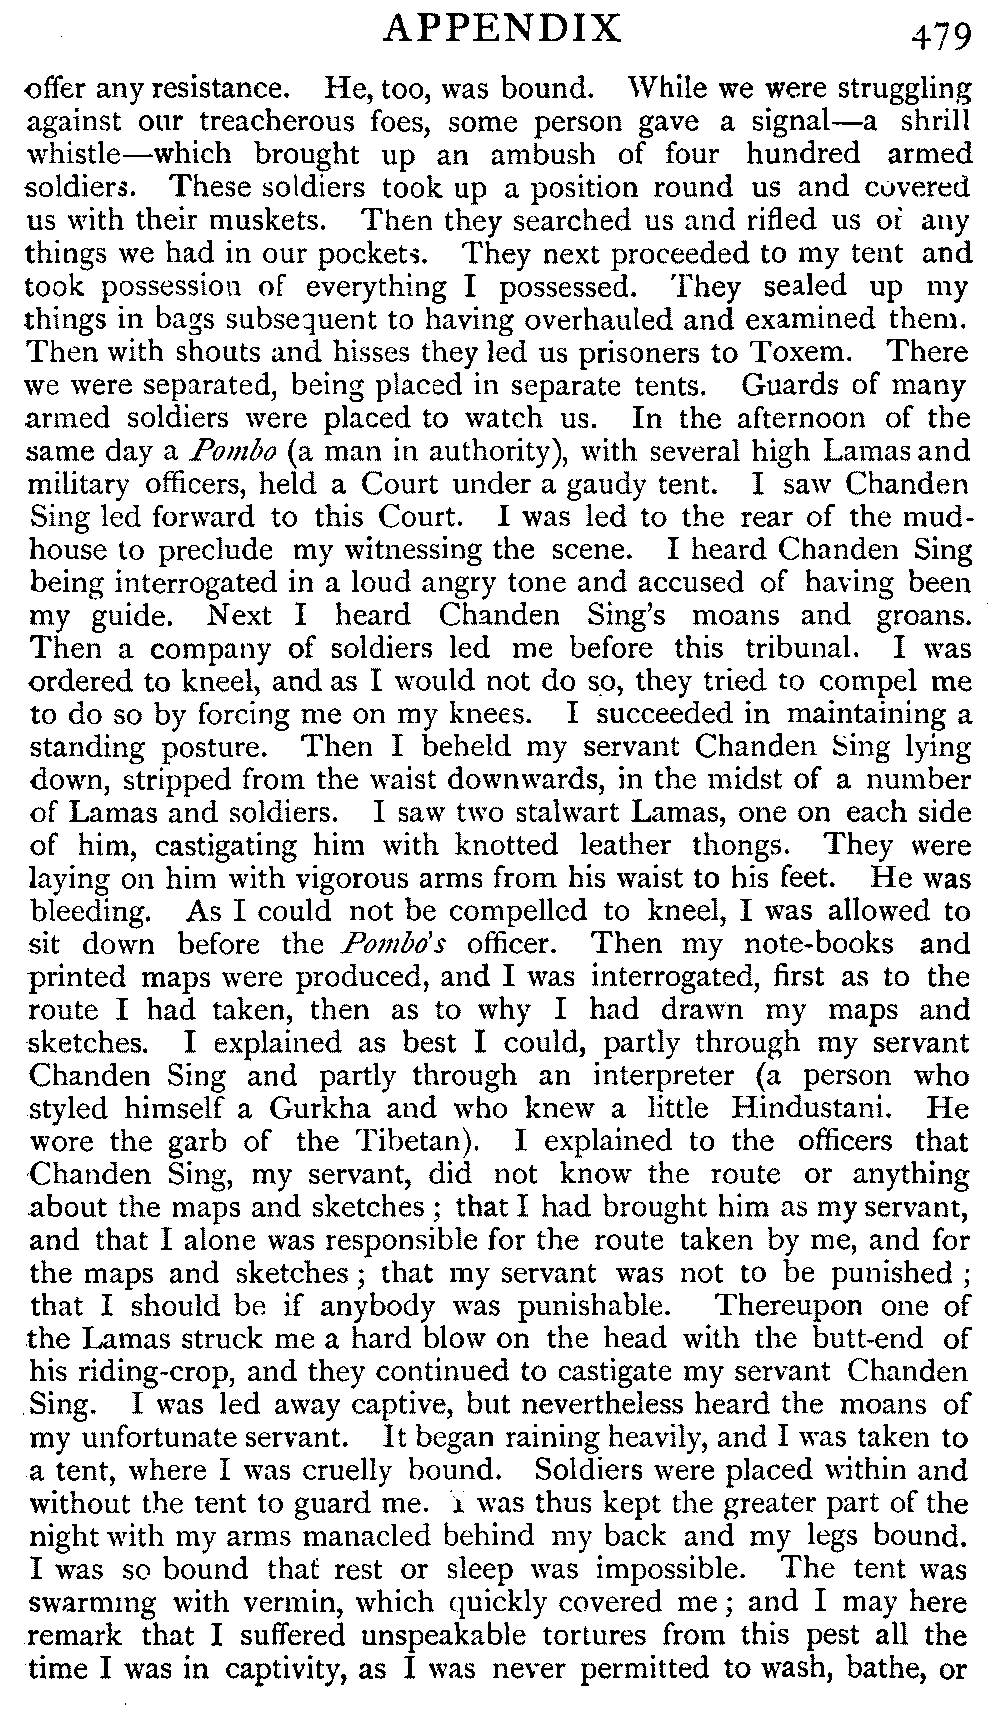 APPENDIX 479
offer any resistance. He, too, was bound. While we were struggling
against our treacherous foes, some person gave a signal—a shrill
whistle—which brought up an ambush of four hundred armed
soldiers. These soldiers took up a position round us and covered
us with their muskets. Then they searched us and rifled us of any
things we had in our pockets. They next proceeded to my tent and
took possession of everything I possessed. They sealed up my
things in bags subsequent to having overhauled and examined them.
Then with shouts and hisses they led us prisoners to Toxem. There
we were separated, being placed in separate tents. Guards of many
armed soldiers were placed to watch us. In the afternoon of the
same day a Pombo (a man in authority), with several high Lamas and
military officers, held a Court under a gaudy tent. I saw Chanden
Sing led forward to this Court. I was led to the rear of the mud-
house to preclude my witnessing the scene. I heard Chanden Sing
being interrogated in a loud angry tone and accused of having been
my guide. Next I heard Chanden Sing's moans and groans.
Then a company of soldiers led me before this tribunal. I was
ordered to kneel, and as I would not do so, they tried to compel me
to do so by forcing me on my knees. I succeeded in maintaining a
standing posture. Then I beheld my servant Chanden Sing lying
down, stripped from the waist downwards, in the midst of a number
of Lamas and soldiers. I saw two stalwart Lamas, one on each side
of him, castigating him with knotted leather thongs. They were
laying on him with vigorous arms from his waist to his feet. He was
bleeding. As I could not be compelled to kneel, I was allowed to
sit down before the Pombo's officer. Then my note-books and
printed maps were produced, and I was interrogated, first as to the
route I had taken, then as to why I had drawn my maps and
sketches. I explained as best I could, partly through my servant
Chanden Sing and partly through an interpreter (a person who
styled himself a Gurkha and who knew a little Hindustani. He
wore the garb of the Tibetan). I explained to the officers that
Chanden Sing, my servant, did not know the route or anything
about the maps and sketches; that I had brought him as my servant,
and that I alone was responsible for the route taken by me, and for
the maps and sketches; that my servant was not to be punished;
that I should be if anybody was punishable. Thereupon one of
the Lamas struck me a hard blow on the head with the butt-end of
his riding-crop, and they continued to castigate my servant Chanden
Sing. I was led away captive, but nevertheless heard the moans of
my unfortunate servant. It began raining heavily, and I was taken to
a tent, where I was cruelly bound. Soldiers were placed within and
without the tent to guard me. I was thus kept the greater part of the
night with my arms manacled behind my back and my legs bound.
I was so bound that rest or sleep was impossible. The tent was
swarming with vermin, which quickly covered me; and I may here
remark that I suffered unspeakable tortures from this pest all the
time I was in captivity, as I was never permitted to wash, bathe, or